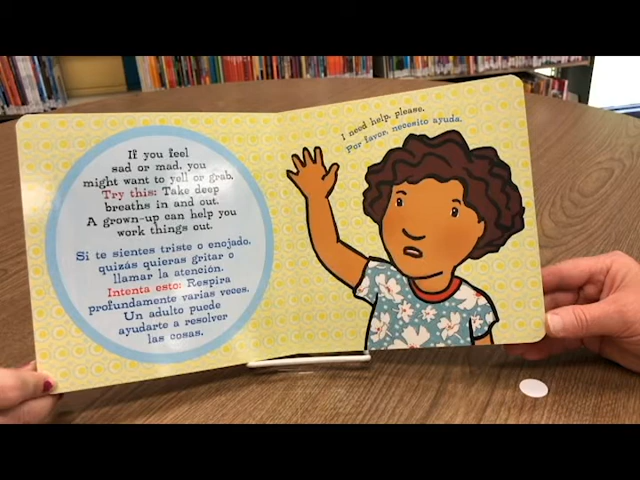 If you feel
sad or mad, you
might want to yell or grab.
Try this: Take deep
breaths in and out.
A grown-up can help you
work things out.
Si te sientes triste o enojado,
quizás quieras gritar o
llamar la atención.
Intenta esto: Respira
profundamente varias veces.
Un adulto puede
ayudarte a resolver
las cosas.
I need help, please.
Por favor, necesito ayuda.